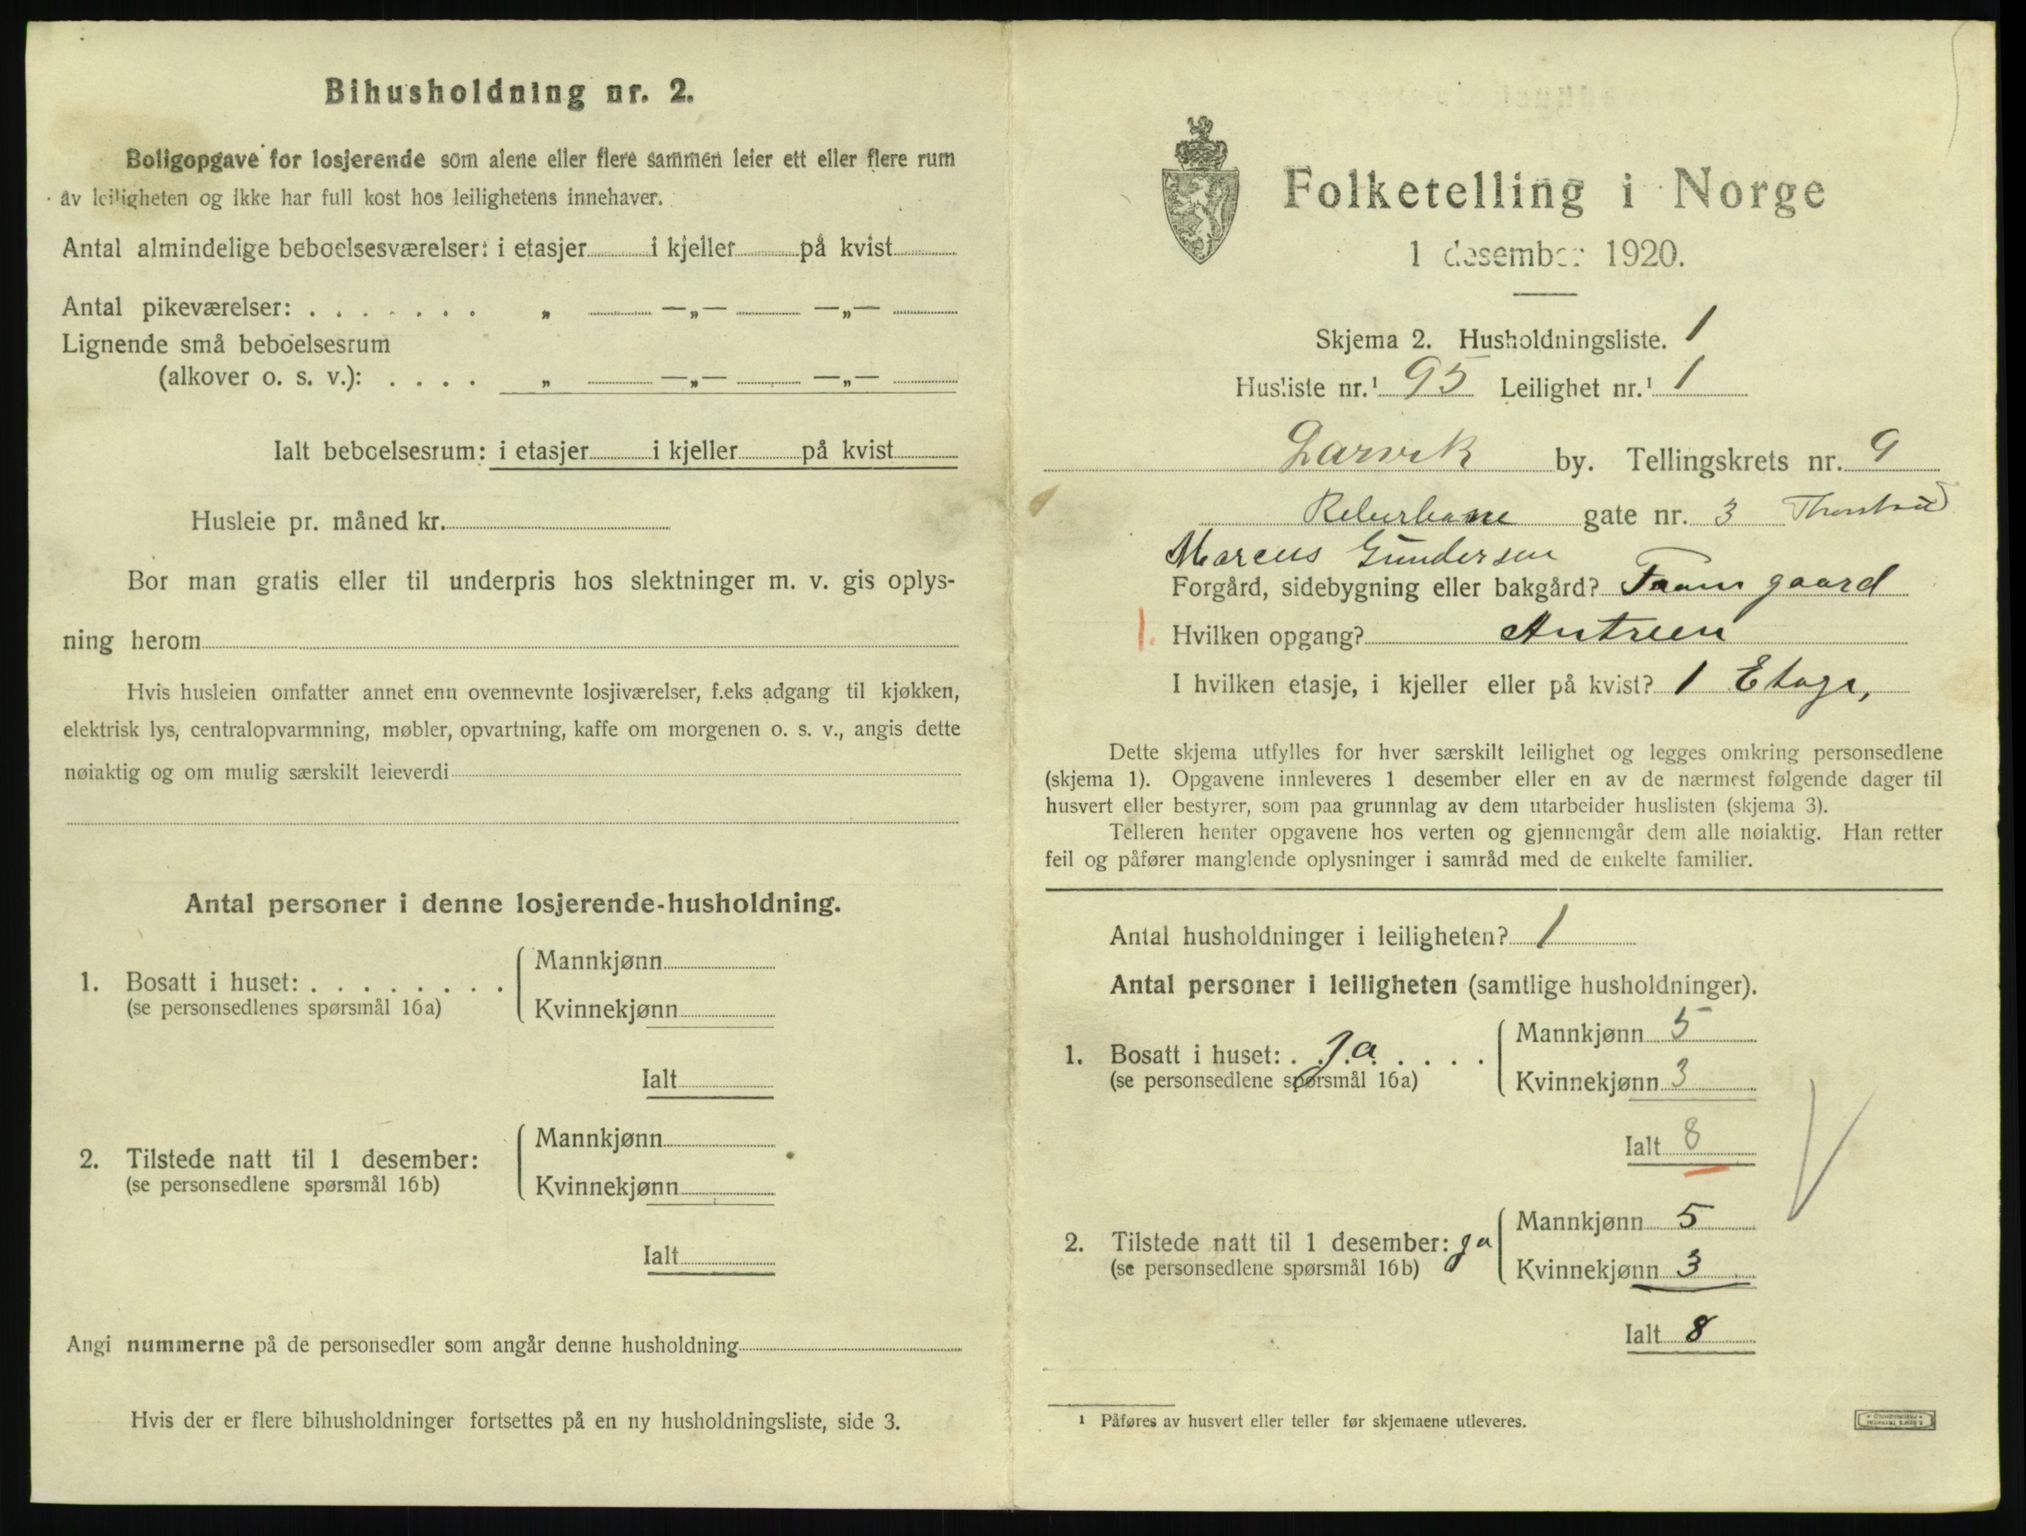 Bihusholdning nr. 2.
Boligopgave for losjerende som alene eller flere sammen leier ett eller flere rum
av leiligheten og ikke har full kost hos leilighetens innehaver.
Antal almindelige beboelsesværelser: i etasjer i kjeller på kvist
Antal pikeværelser: . . . . . . . „ —„— —„—
Lignende små beboelsesrum
(alkover o. s. v.): . . . . „ —„— —„—
Ialt beboelsesrum: i etasjer i kjeller på kvist
Husleie pr. måned kr.
Bor man gratis eller til underpris hos slektninger m. v. gis oplys-
ning herom
Hvis husleien omfatter annet enn ovennevnte losjiværelser, f.eks adgang til kjøkken,
elektrisk lys, centralopvarmning, møbler, opvartning, kaffe om morgenen o. s. v., angis dette
nøiaktig og om mulig særskilt leieverdi
Antal personer i denne losjerende-husholdning.
1. Bosatt i huset: . . . . . . . . Mannkjønn
(se personsedlenes spørsmål 16a) Kvinnekjønn
Ialt
2. Tilstede natt til 1 desember: Mannkjønn
(se personsedlene spørsmål 16b) Kvinnekjønn
Ialt
Angi nummerne på de personsedler som angår denne husholdning
Hvis der er flere bihusholdninger fortsettes på en ny husholdningsliste, side 3.
Folketelling i Norge
1 desember 1920.
Skjema 2. Husholdningsliste. 1
Husliste nr.¹ 95 Leilighet nr.¹ 1
Larvik by. Tellingskrets nr. 9
Reberbane gate nr. 3
Marcus Gundersen
Forgård, sidebygning eller bakgård? Framgaard
1. Hvilken opgang? Antreen
I hvilken etasje, i kjeller eller på kvist? 1 Etage,
Dette skjema utfylles for hver særskilt leilighet og legges omkring personsedlene
(skjema 1). Opgavene innleveres 1 desember eller en av de nærmest følgende dager til
husvert eller bestyrer, som paa grunnlag av dem utarbeider huslisten (skjema 3).
Telleren henter opgavene hos verten og gjennemgår dem alle nøiaktig. Han retter
feil og påfører manglende oplysninger i samråd med de enkelte familier.
Antal husholdninger i leiligheten? 1
Antal personer i leiligheten (samtlige husholdninger).
1. Bosatt i huset: . Ja . . . . Mannkjønn 5
(se personsedlene spørsmål 16a) Kvinnekjønn 3
Ialt 8
2. Tilstede natt til 1 desember: ja Mannkjønn 5
(se personsedlene spørsmål 16b) Kvinnekjønn 3
Ialt 8
¹ Påføres av husvert eller teller før skjemaene utleveres.